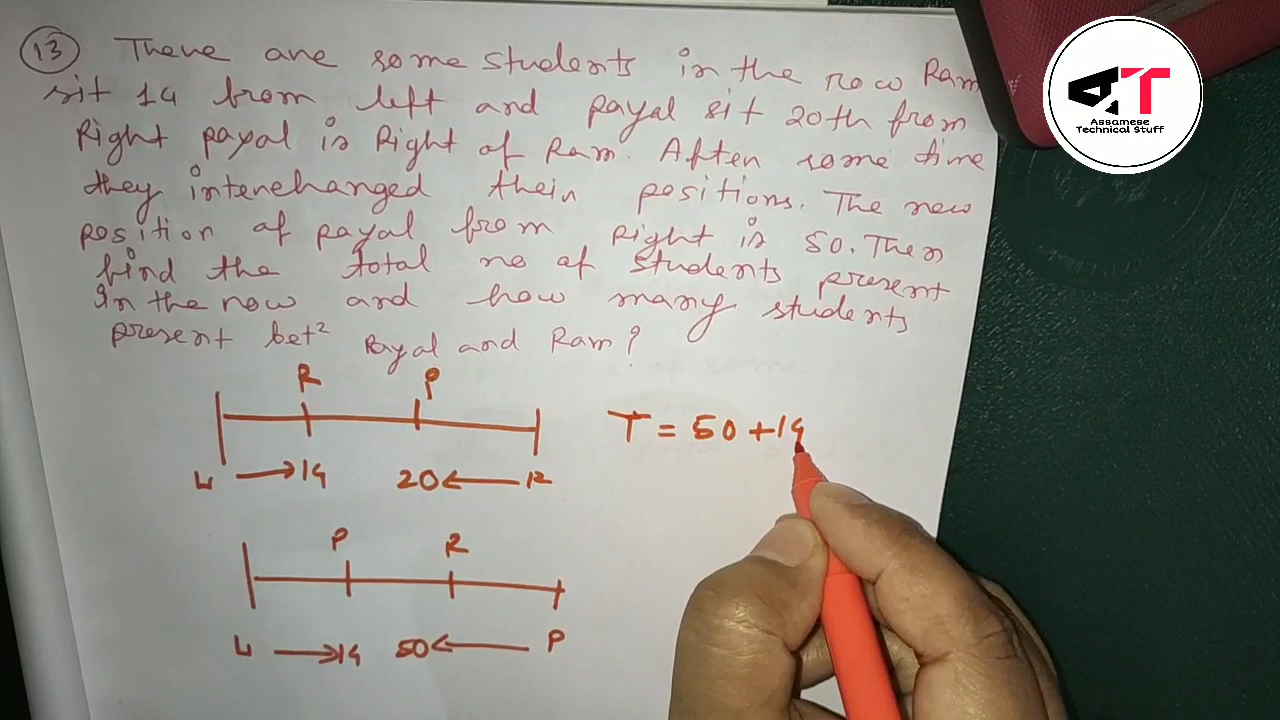 13 There are some students in the row Ram
sit 14 from left and payal sit 20th from
Right payal is Right of Ram. After some time
they interchanged their positions. The new
position of payal from right is 50. Then
find the total no of students present
in the row and how many students
present bet² Payal and Ram?
R P
L → 14 20 ← R
T = 50 + 14
P R
L → 14 50 ← P
AT
Assamese
Technical Stuff